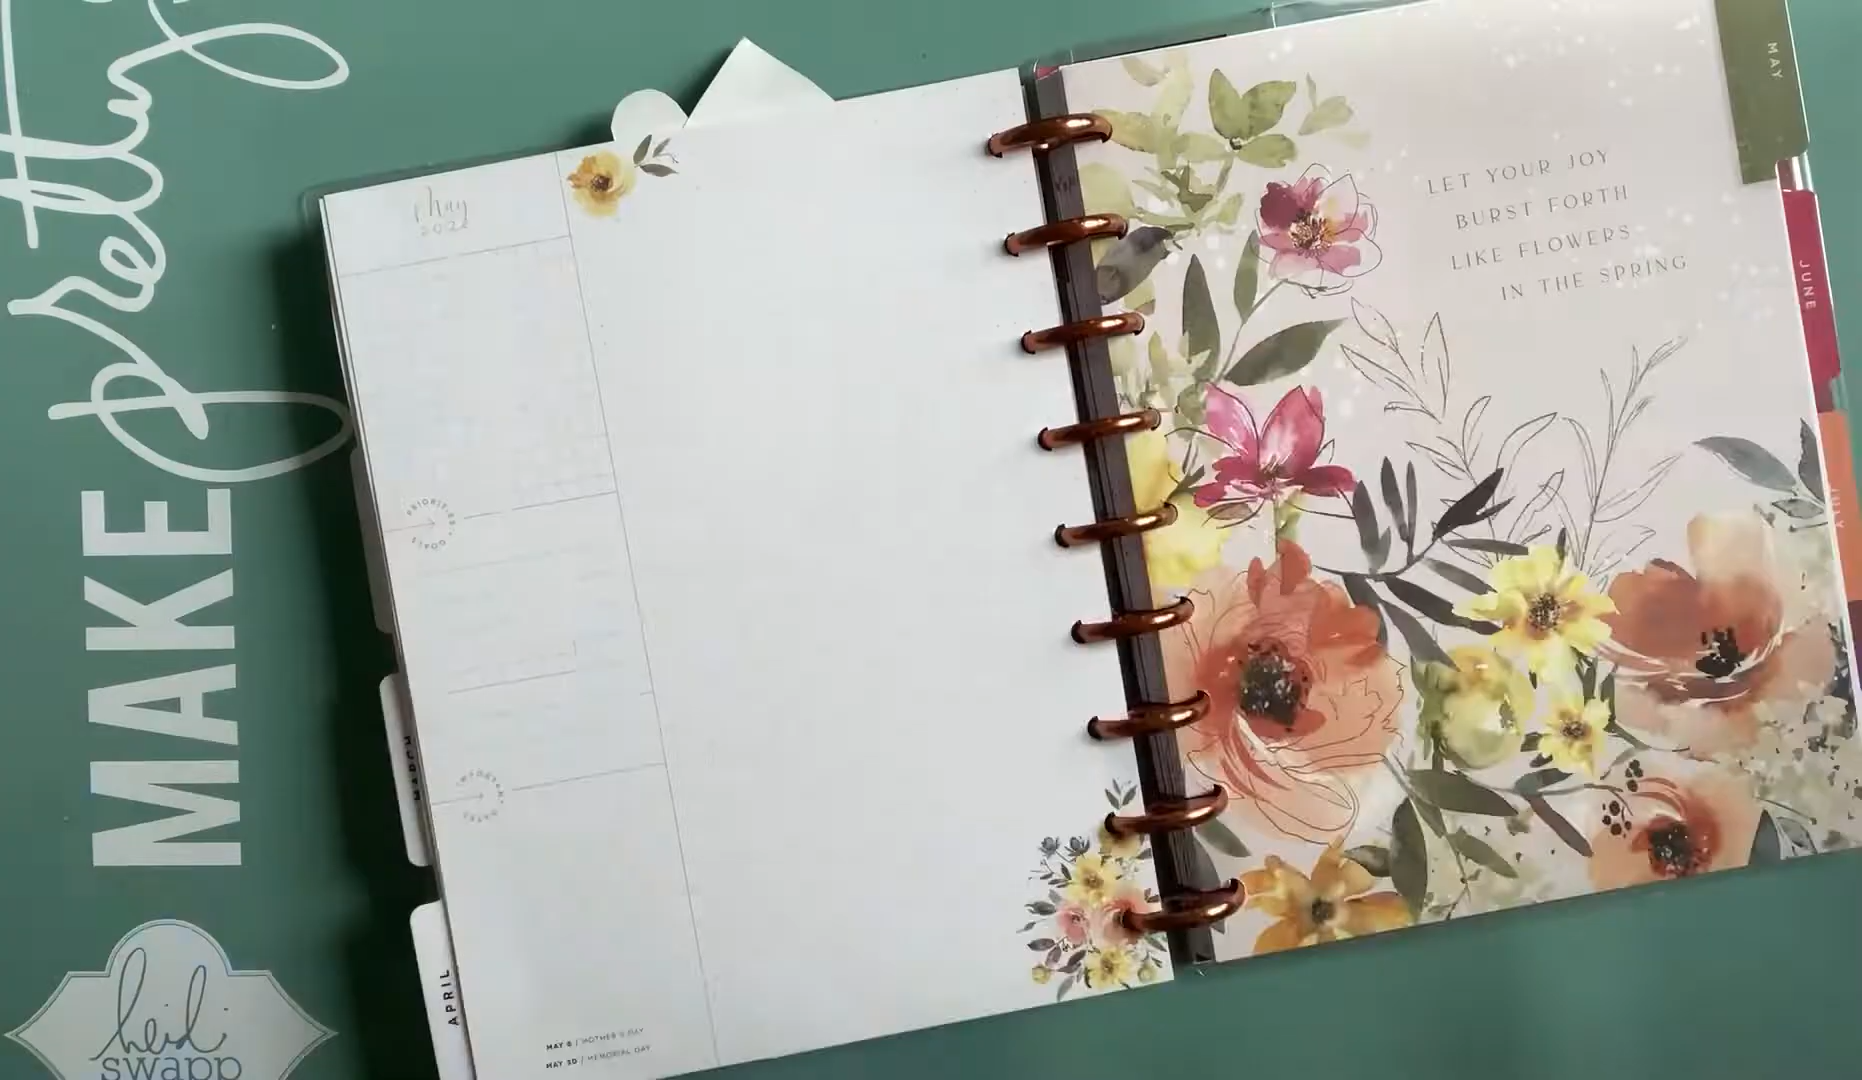 MAKE pretty
heidi
swapp
May
2022
PRIORITIES • GOALS
IMPORTANT DATES
MAY 8 / MOTHER'S DAY
MAY 30 / MEMORIAL DAY
MARCH
APRIL
LET YOUR JOY
BURST FORTH
LIKE FLOWERS
IN THE SPRING
MAY
JUNE
JULY